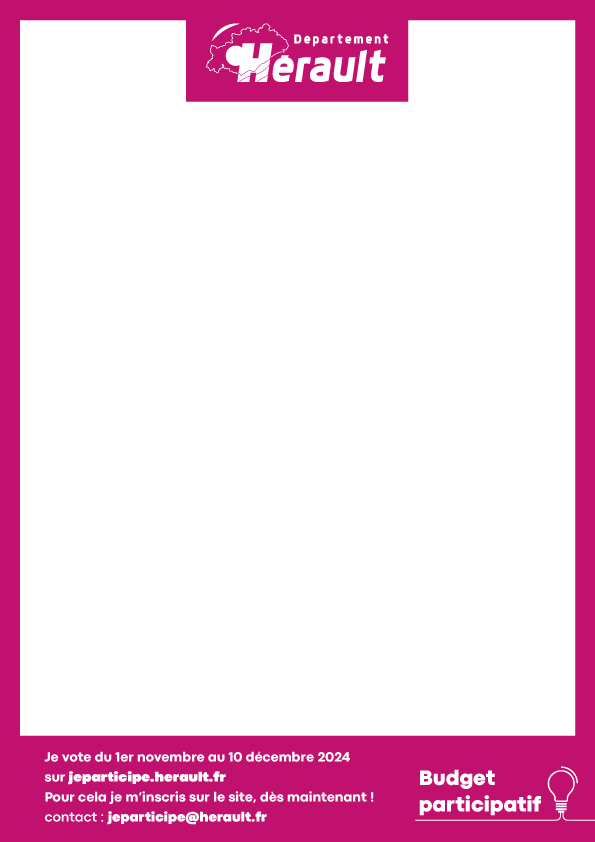 Departement
Hérault
Je vote du 1er novembre au 10 décembre 2024
sur jeparticipe.herault.fr
Pour cela je m'inscris sur le site, dès maintenant !
contact : jeparticipe@herault.fr
Budget
participatif